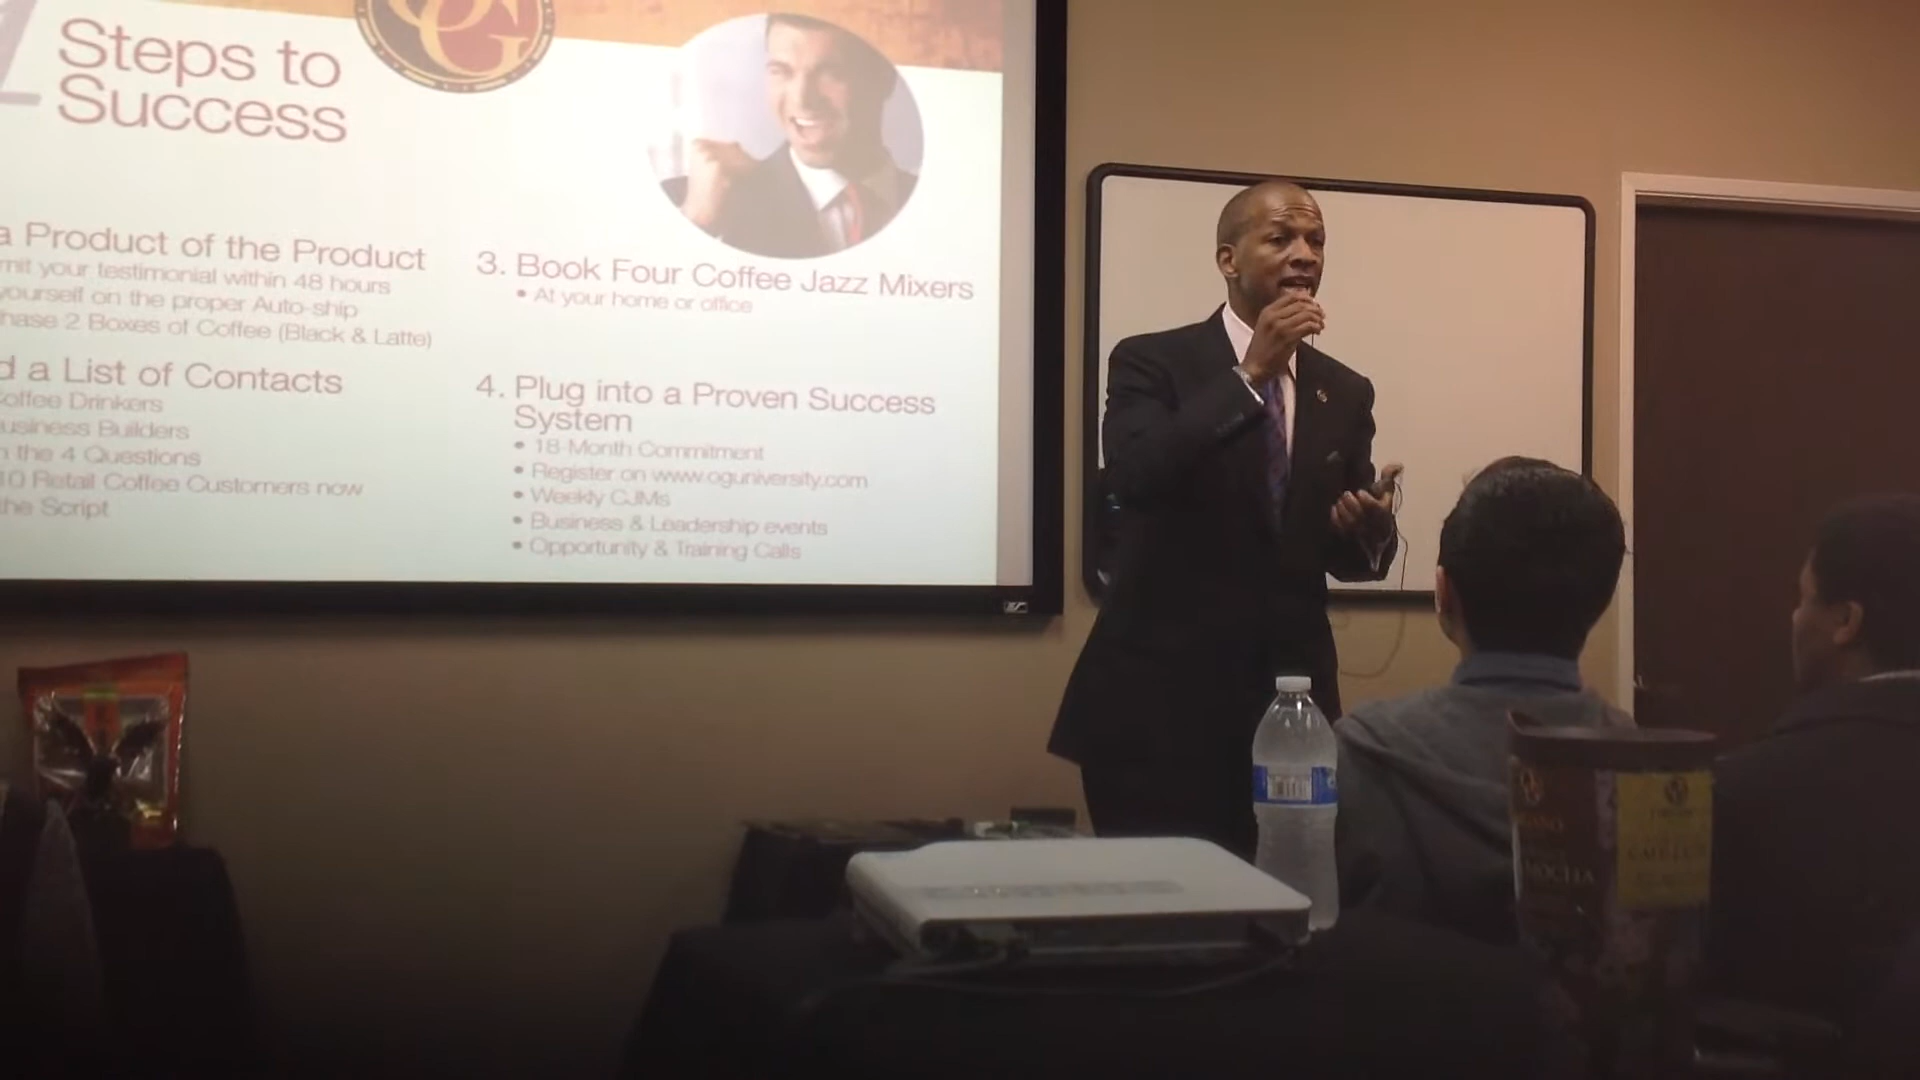 Steps to
Success
a Product of the Product
mit your testimonial within 48 hours
yourself on the proper Auto-ship
hase 2 Boxes of Coffee (Black & Latte)
d a List of Contacts
Coffee Drinkers
usiness Builders
n the 4 Questions
10 Retail Coffee Customers now
the Script
3. Book Four Coffee Jazz Mixers
• At your home or office
4. Plug into a Proven Success
System
• 18-Month Commitment
• Register on www.oguniversity.com
• Weekly CJMs
• Business & Leadership events
• Opportunity & Training Calls
MOCHA